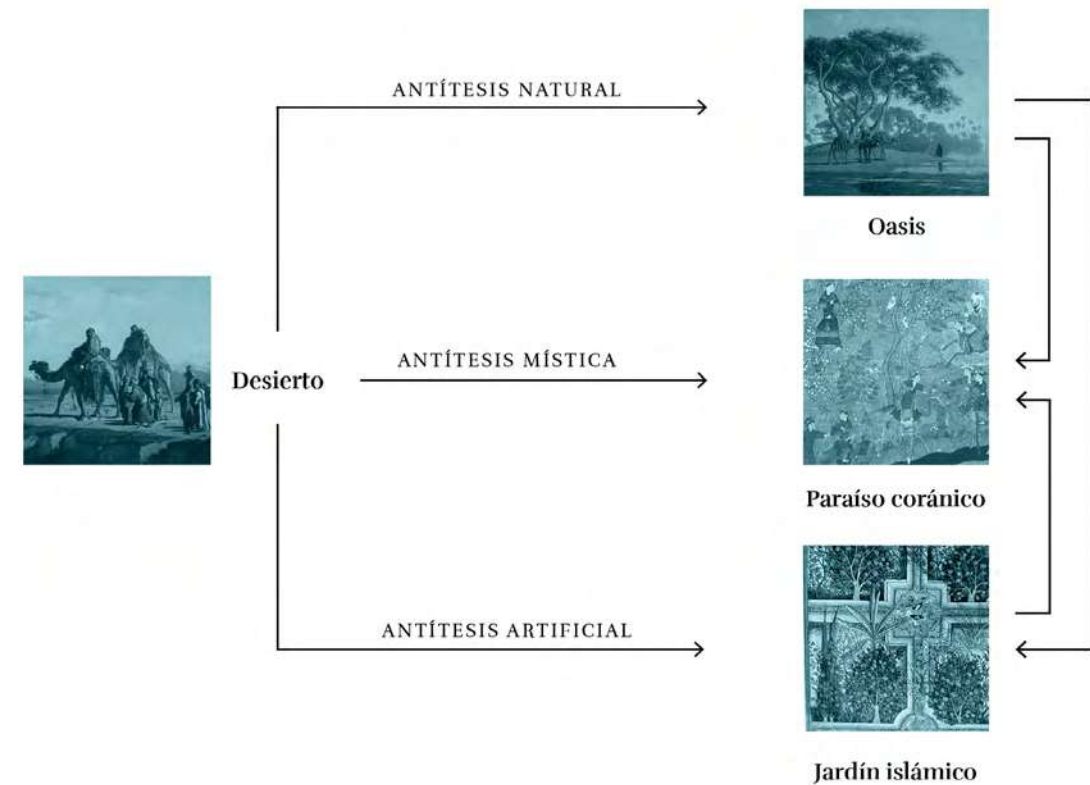 ANTÍTESIS NATURAL
Oasis
Desierto
ANTÍTESIS MÍSTICA
Paraíso coránico
ANTÍTESIS ARTIFICIAL
Jardín islámico